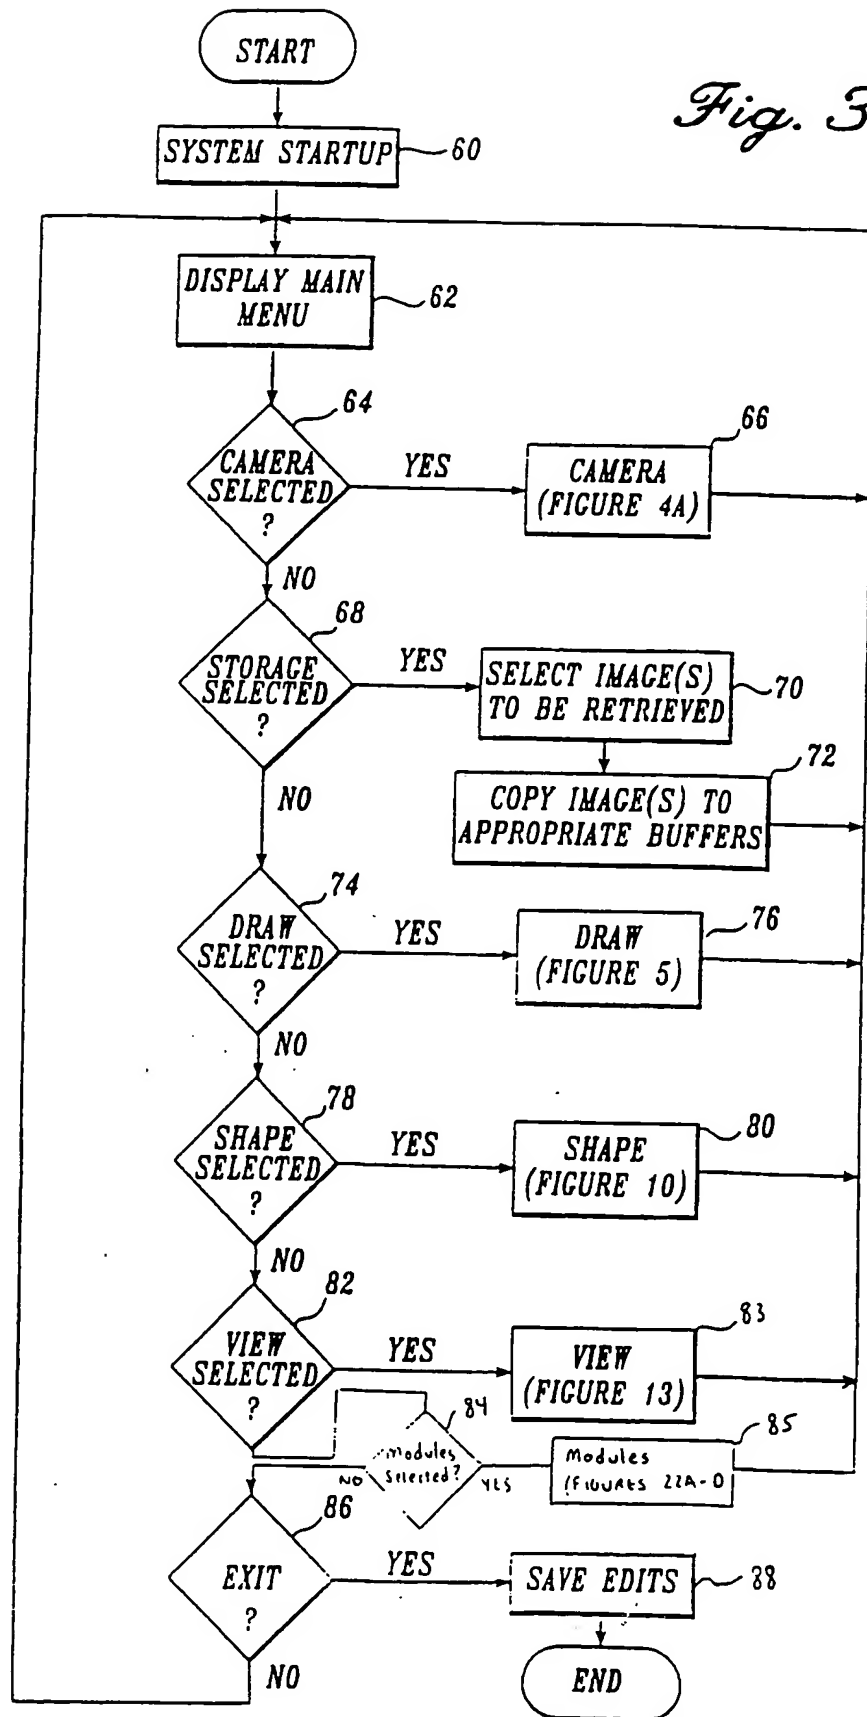 START
Fig. 3
SYSTEM STARTUP
60
DISPLAY MAIN
MENU
62
64
CAMERA
SELECTED
?
YES
66
CAMERA
(FIGURE 4A)
NO
68
STORAGE
SELECTED
?
YES
SELECT IMAGE(S)
TO BE RETRIEVED
70
72
COPY IMAGE(S) TO
APPROPRIATE BUFFERS
NO
74
DRAW
SELECTED
?
YES
76
DRAW
(FIGURE 5)
NO
78
SHAPE
SELECTED
?
YES
80
SHAPE
(FIGURE 10)
NO
82
VIEW
SELECTED
?
YES
83
VIEW
(FIGURE 13)
84
Modules
Selected?
NO
YES
85
Modules
(FIGURES 22A-D
86
EXIT
?
YES
SAVE EDITS
88
NO
END